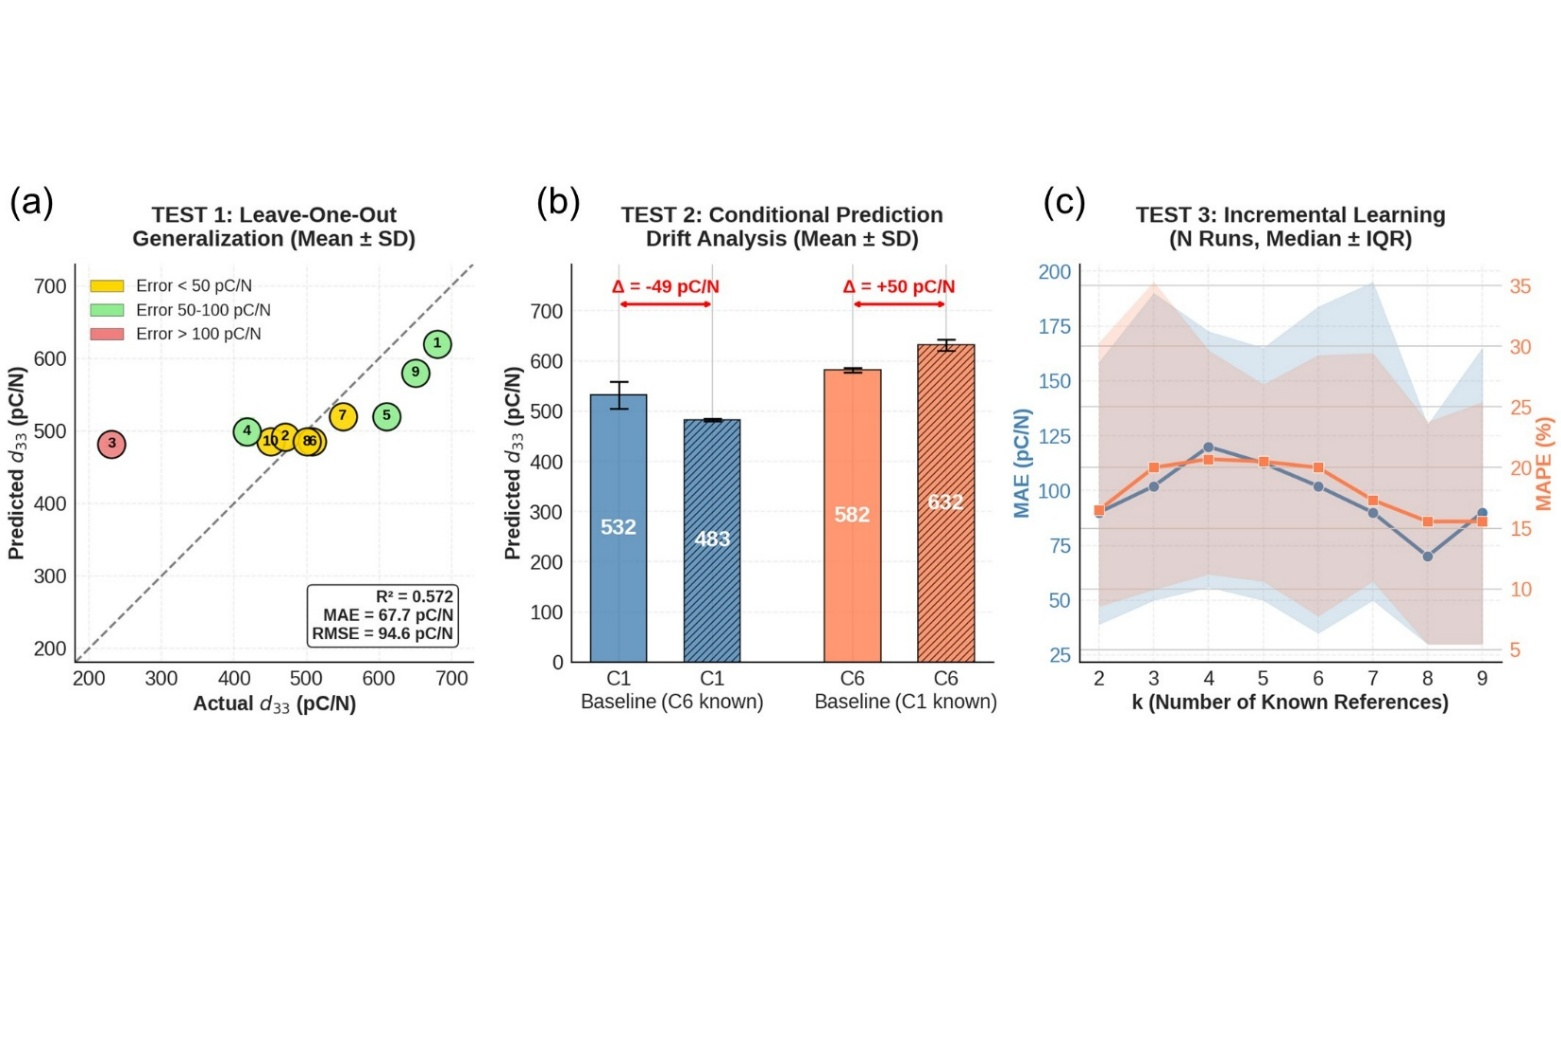 (a)
TEST 1: Leave-One-Out
Generalization (Mean ± SD)
Error < 50 pC/N
Error 50-100 pC/N
Error > 100 pC/N
700
600
500
400
300
200
Predicted d33 (pC/N)
1
9
7
5
4
10
2
8
6
3
R² = 0.572
MAE = 67.7 pC/N
RMSE = 94.6 pC/N
200 300 400 500 600 700
Actual d33 (pC/N)
(b)
TEST 2: Conditional Prediction
Drift Analysis (Mean ± SD)
Δ = -49 pC/N
Δ = +50 pC/N
700
600
500
400
300
200
100
0
Predicted d33 (pC/N)
532
483
582
632
C1 C1 C6 C6
Baseline (C6 known) Baseline (C1 known)
(c)
TEST 3: Incremental Learning
(N Runs, Median ± IQR)
200
175
150
125
100
75
50
25
MAE (pC/N)
35
30
25
20
15
10
5
MAPE (%)
2 3 4 5 6 7 8 9
k (Number of Known References)